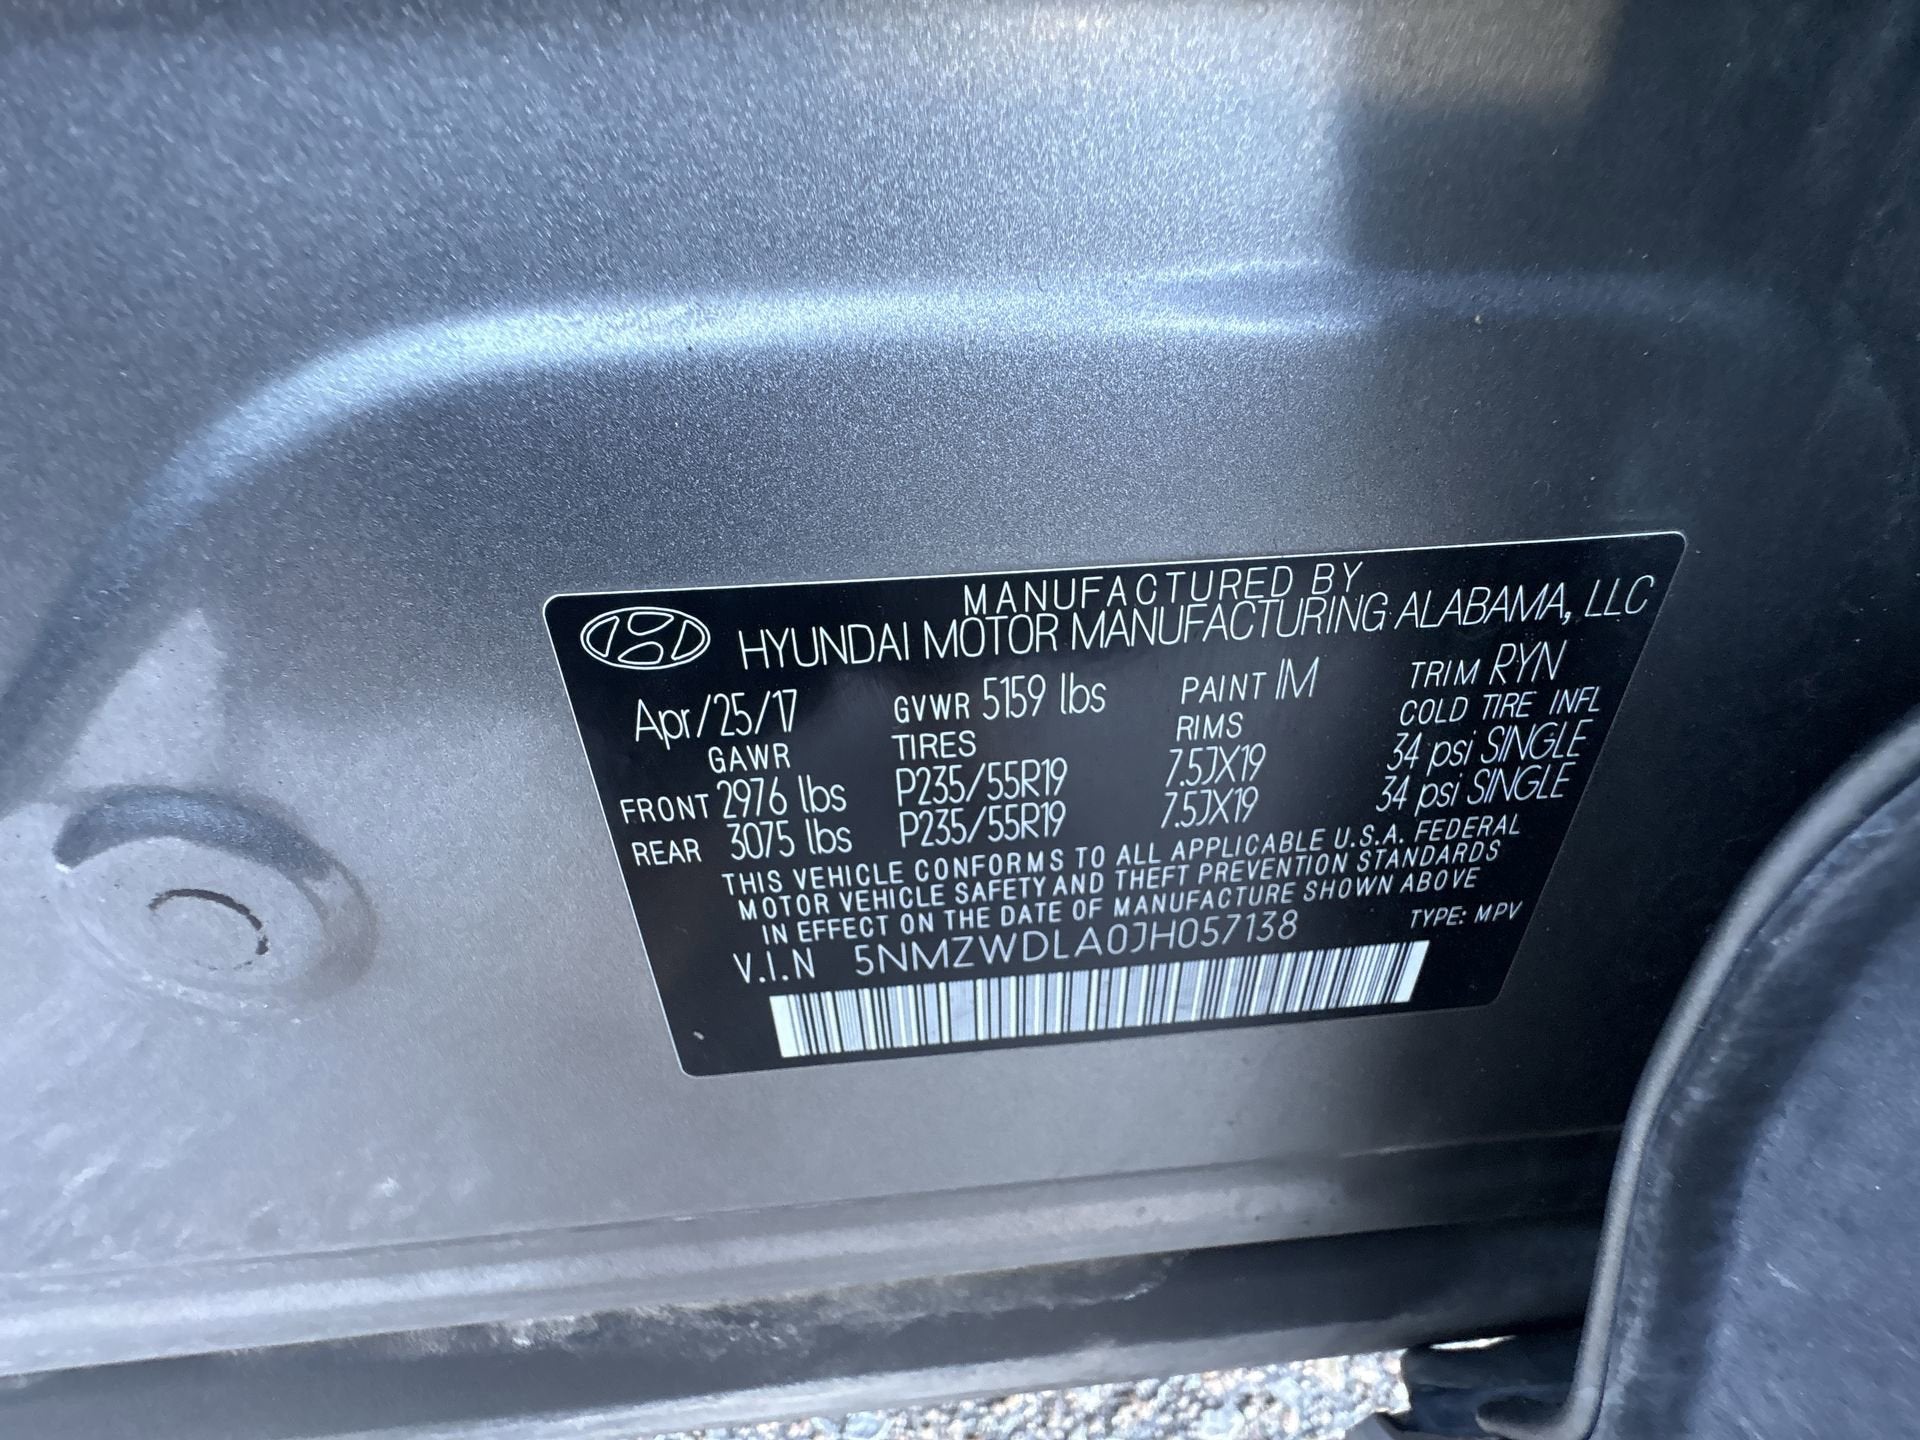 MANUFACTURED BY
HYUNDAI MOTOR MANUFACTURING ALABAMA, LLC
Apr/25/17 GVWR 5159 lbs PAINT IM TRIM RYN
GAWR TIRES RIMS COLD TIRE INFL
FRONT 2976 lbs P235/55R19 7.5JX19 34 psi SINGLE
REAR 3075 lbs P235/55R19 7.5JX19 34 psi SINGLE
THIS VEHICLE CONFORMS TO ALL APPLICABLE U.S.A. FEDERAL
MOTOR VEHICLE SAFETY AND THEFT PREVENTION STANDARDS
IN EFFECT ON THE DATE OF MANUFACTURE SHOWN ABOVE
V.I.N 5NMZWDLA0JH057138 TYPE: MPV